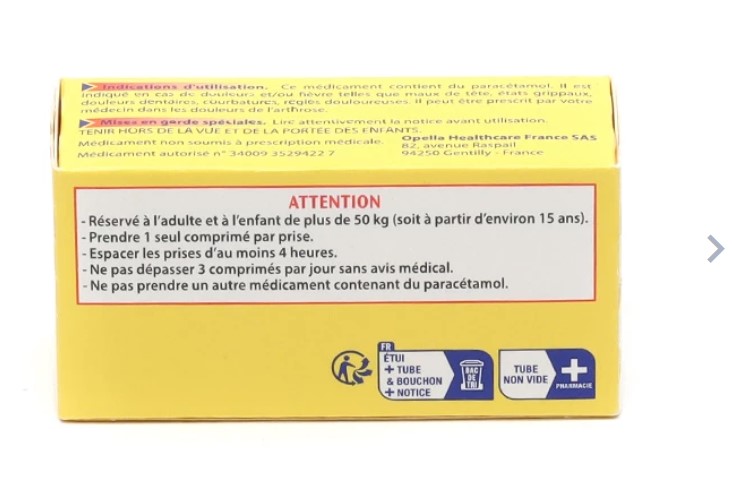 Indications d'utilisation. Ce médicament contient du paracétamol. Il est
indiqué en cas de douleurs et/ou fièvre telles que maux de tête, états grippaux,
douleurs dentaires, courbatures, règles douloureuses. Il peut être prescrit par votre
médecin dans les douleurs de l'arthrose.
Mises en garde spéciales. Lire attentivement la notice avant utilisation.
TENIR HORS DE LA VUE ET DE LA PORTÉE DES ENFANTS.
Médicament non soumis à prescription médicale.
Médicament autorisé n° 34009 3529422 7
Opella Healthcare France SAS
82, avenue Raspail
94250 Gentilly - France
ATTENTION
- Réservé à l'adulte et à l'enfant de plus de 50 kg (soit à partir d'environ 15 ans).
- Prendre 1 seul comprimé par prise.
- Espacer les prises d'au moins 4 heures.
- Ne pas dépasser 3 comprimés par jour sans avis médical.
- Ne pas prendre un autre médicament contenant du paracétamol.
FR
ÉTUI
+ TUBE
& BOUCHON
+ NOTICE
BAC
DE
TRI
TUBE
NON VIDE
PHARMACIE